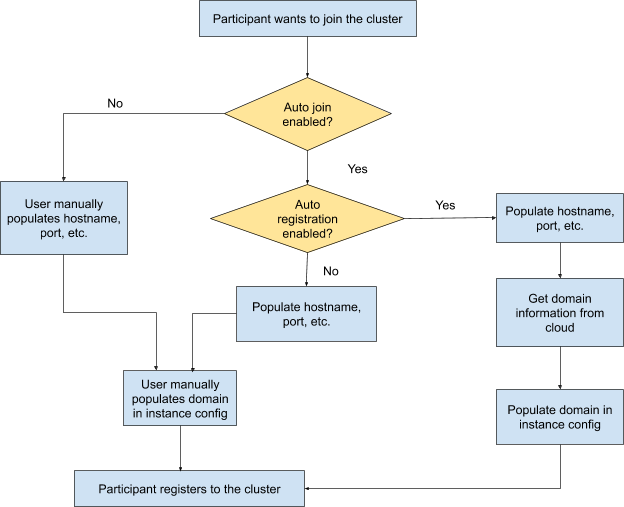 Participant wants to join the cluster
Auto join
enabled?
No
Yes
User manually
populates hostname,
port, etc.
Auto
registration
enabled?
Yes
Populate hostname,
port, etc.
No
Populate hostname,
port, etc.
Get domain
information from
cloud
User manually
populates domain
in instance config
Populate domain in
instance config
Participant registers to the cluster